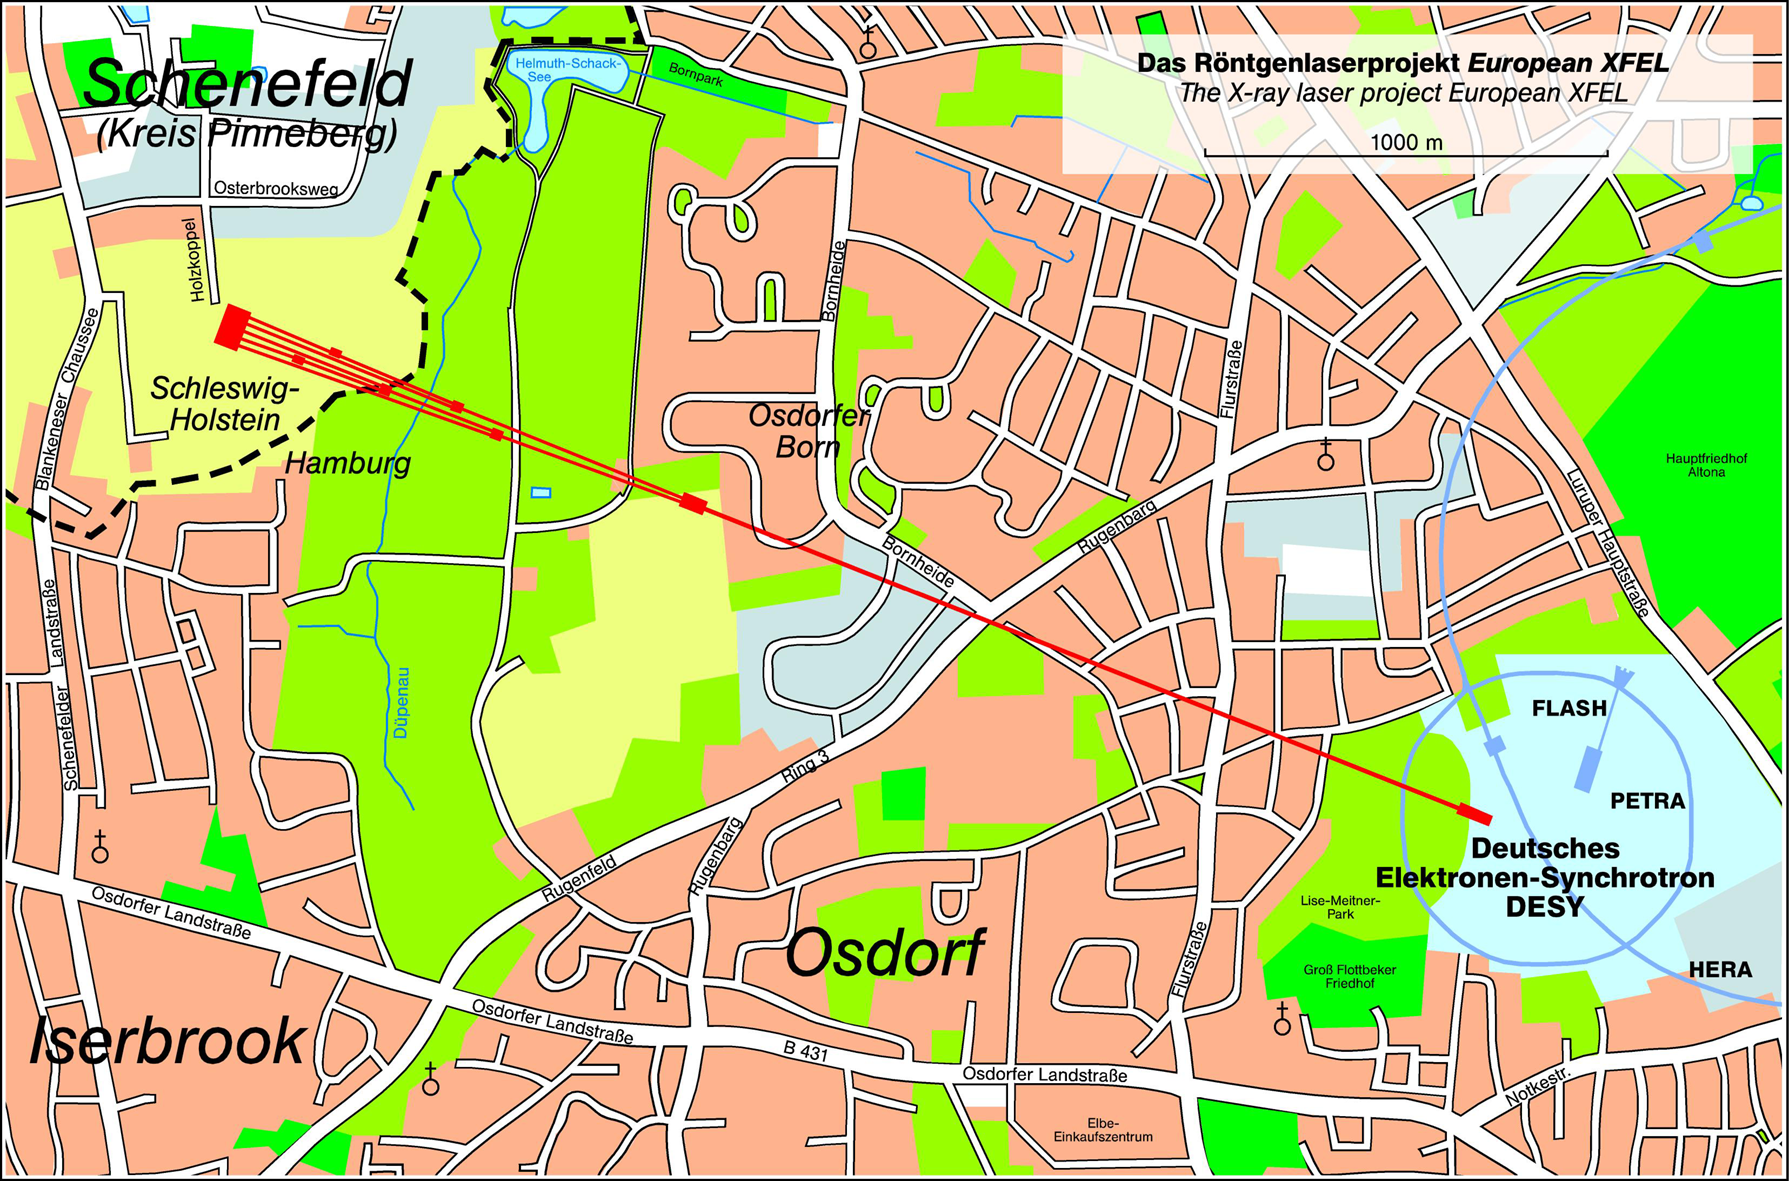 Das Röntgenlaserprojekt European XFEL
The X-ray laser project European XFEL
1000 m
Schenefeld
(Kreis Pinneberg)
Osterbrooksweg
Holzkoppel
Helmuth-Schack-
See
Bornpark
Blankeneser Chaussee
Schleswig-
Holstein
Hamburg
Bornheide
Osdorfer
Born
Flurstraße
Hauptfriedhof
Altona
Luruper Hauptstraße
Rugenbarg
Bornheide
Schenefelder Landstraße
Düpenau
Ring 3
Rugenfeld
Rugenbarg
FLASH
PETRA
Deutsches
Elektronen-Synchrotron
DESY
HERA
Lise-Meitner-
Park
Groß Flottbeker
Friedhof
Flurstraße
Osdorf
Osdorfer Landstraße
Iserbrook
Osdorfer Landstraße
B 431
Osdorfer Landstraße
Notkestr.
Elbe-
Einkaufszentrum